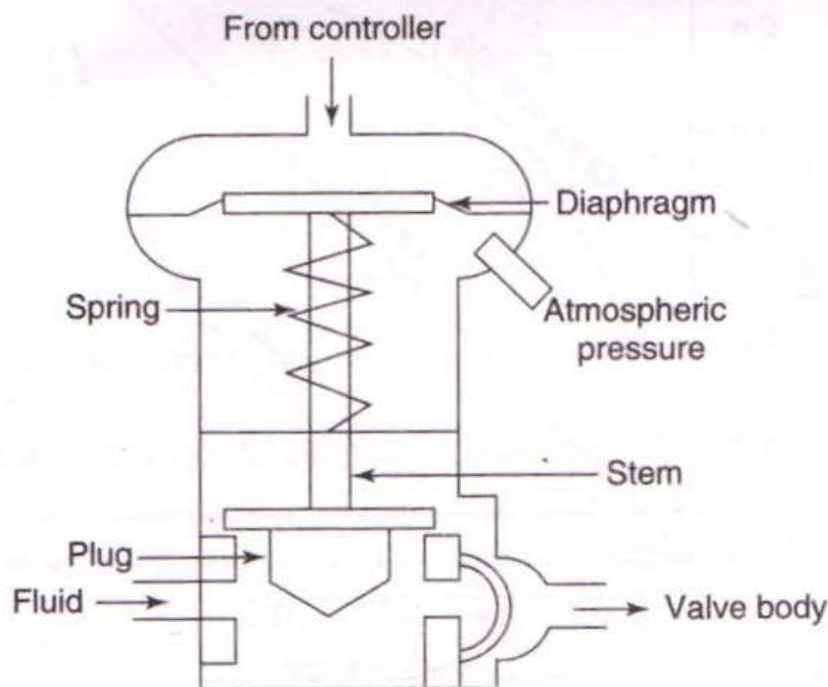 From controller
Diaphragm
Spring
Atmospheric
pressure
Stem
Plug
Fluid
Valve body